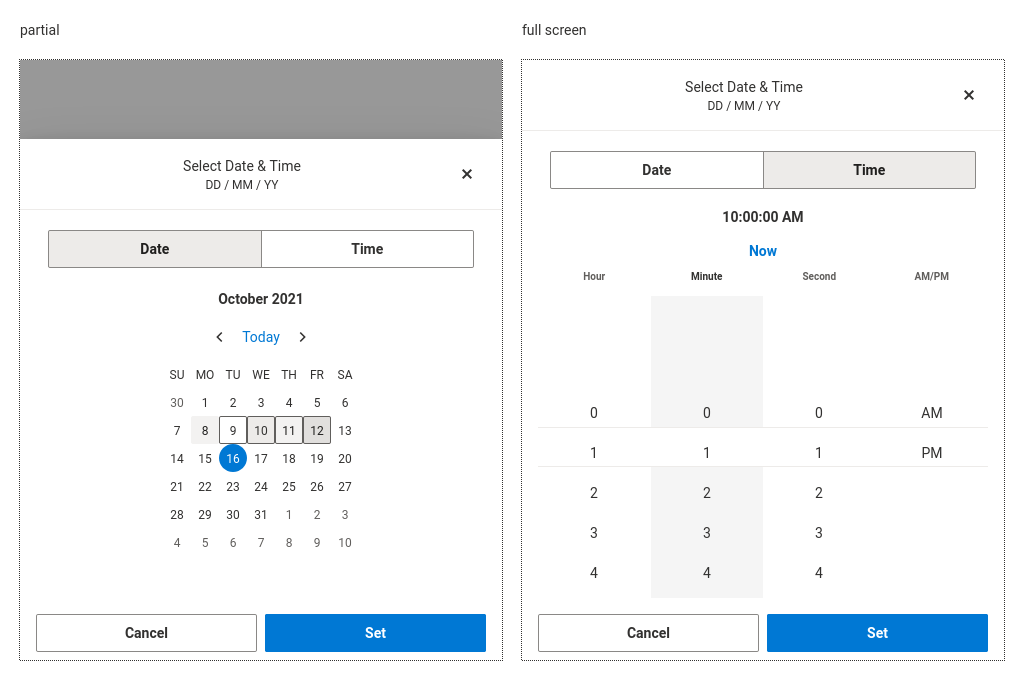 partial
Select Date & Time
DD / MM / YY
Date Time
October 2021
Today
SU MO TU WE TH FR SA
30 1 2 3 4 5 6
7 8 9 10 11 12 13
14 15 16 17 18 19 20
21 22 23 24 25 26 27
28 29 30 31 1 2 3
4 5 6 7 8 9 10
Cancel Set
full screen
Select Date & Time
DD / MM / YY
Date Time
10:00:00 AM
Now
Hour Minute Second AM/PM
0 0 0 AM
1 1 1 PM
2 2 2
3 3 3
4 4 4
Cancel Set